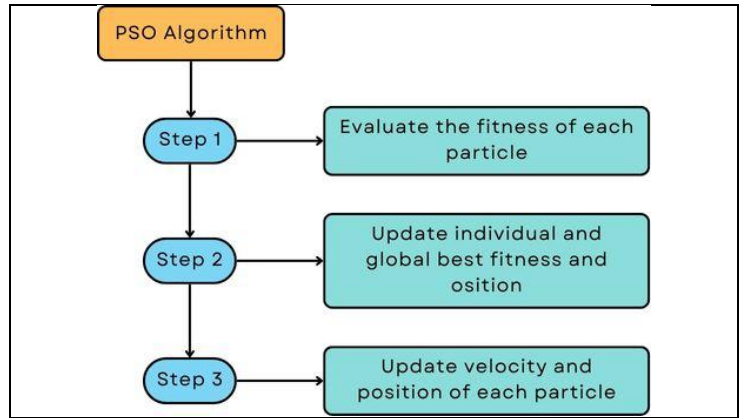 PSO Algorithm
Step 1
Evaluate the fitness of each
particle
Step 2
Update individual and
global best fitness and
osition
Step 3
Update velocity and
position of each particle